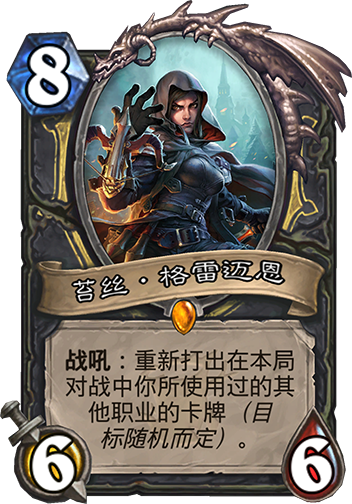 8
苔丝·格雷迈恩
战吼：重新打出在本局
对战中你所使用过的其
他职业的卡牌（目
标随机而定）。
6
6